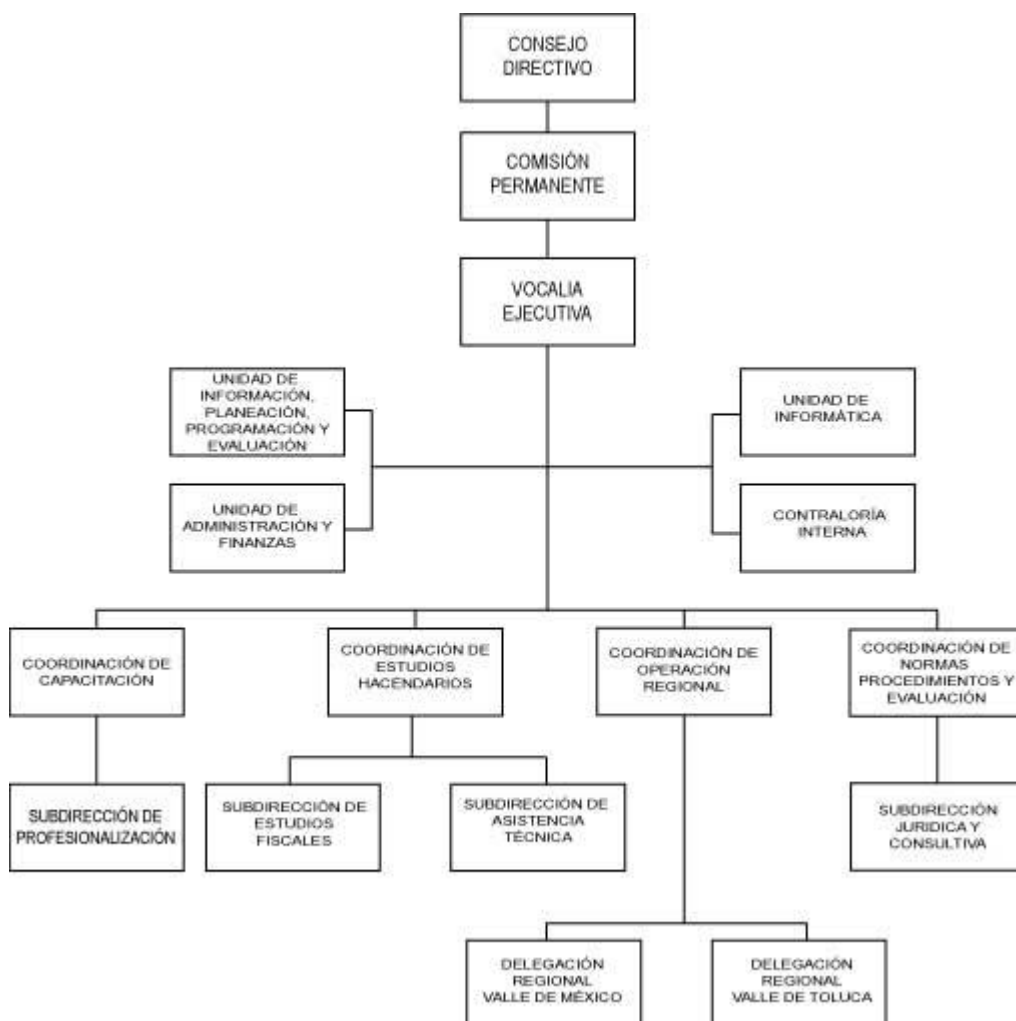 CONSEJO
DIRECTIVO
COMISIÓN
PERMANENTE
VOCALIA
EJECUTIVA
UNIDAD DE
INFORMACIÓN,
PLANEACIÓN,
PROGRAMACIÓN Y
EVALUACIÓN
UNIDAD DE
INFORMÁTICA
UNIDAD DE
ADMINISTRACIÓN Y
FINANZAS
CONTRALORÍA
INTERNA
COORDINACIÓN DE
CAPACITACIÓN
COORDINACIÓN DE
ESTUDIOS
HACENDARIOS
COORDINACIÓN DE
OPERACIÓN
REGIONAL
COORDINACIÓN DE
NORMAS
PROCEDIMIENTOS Y
EVALUACIÓN
SUBDIRECCIÓN DE
PROFESIONALIZACIÓN
SUBDIRECCIÓN DE
ESTUDIOS
FISCALES
SUBDIRECCIÓN DE
ASISTENCIA
TÉCNICA
SUBDIRECCIÓN
JURIDICA Y
CONSULTIVA
DELEGACIÓN
REGIONAL
VALLE DE MÉXICO
DELEGACIÓN
REGIONAL
VALLE DE TOLUCA